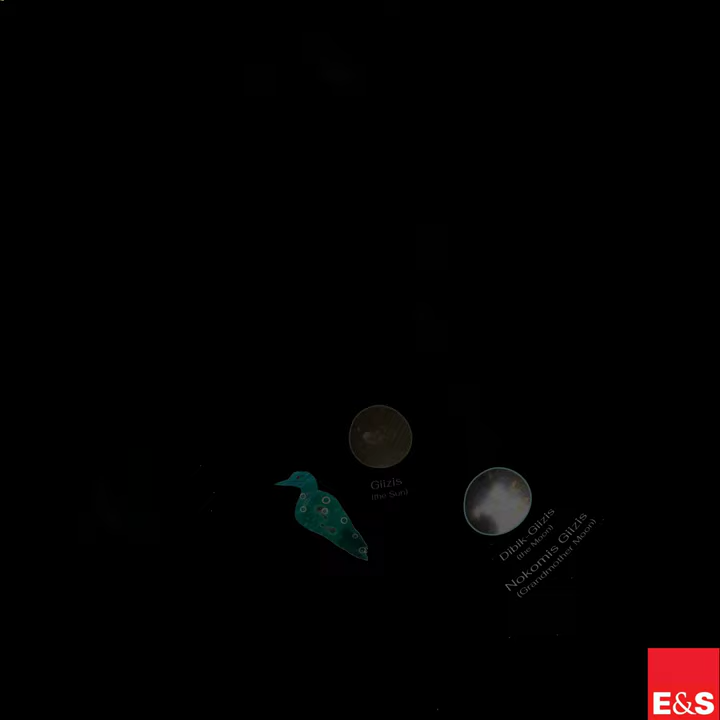 Giizis
(the Sun)
Dibik-Giizis
(the Moon)
Nokomis Giizis
(Grandmother Moon)
E&S